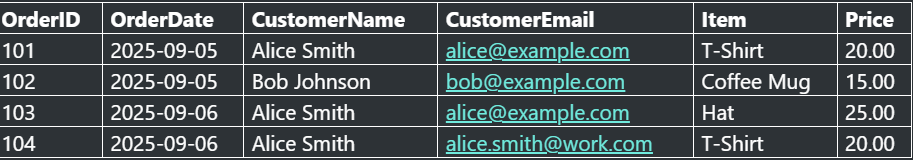 OrderID OrderDate CustomerName CustomerEmail Item Price
101 2025-09-05 Alice Smith alice@example.com T-Shirt 20.00
102 2025-09-05 Bob Johnson bob@example.com Coffee Mug 15.00
103 2025-09-06 Alice Smith alice@example.com Hat 25.00
104 2025-09-06 Alice Smith alice.smith@work.com T-Shirt 20.00